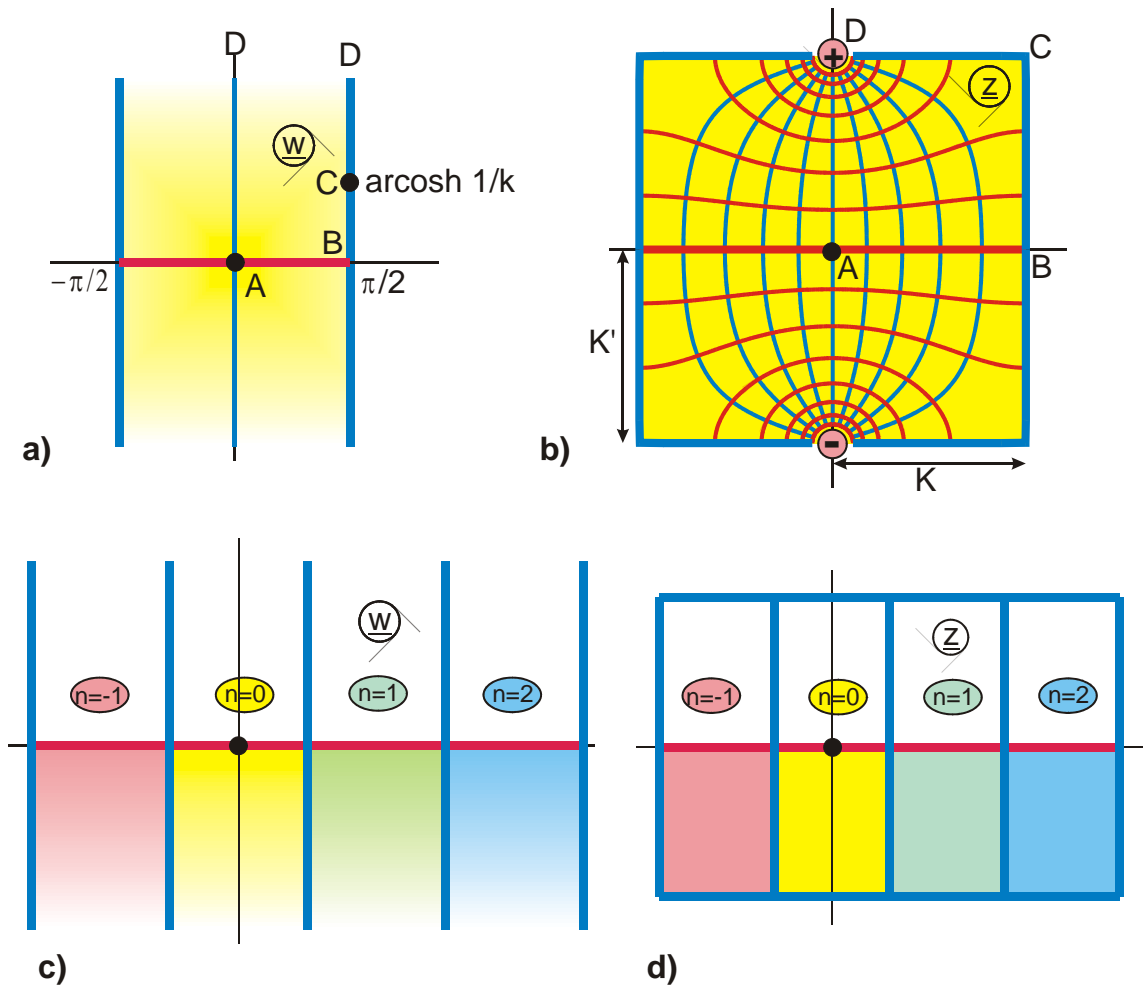 D
D
w
C
arcosh 1/k
B
A
−π/2
π/2
a)
D
+
C
z
A
B
K'
-
K
b)
w
n=-1
n=0
n=1
n=2
c)
z
n=-1
n=0
n=1
n=2
d)